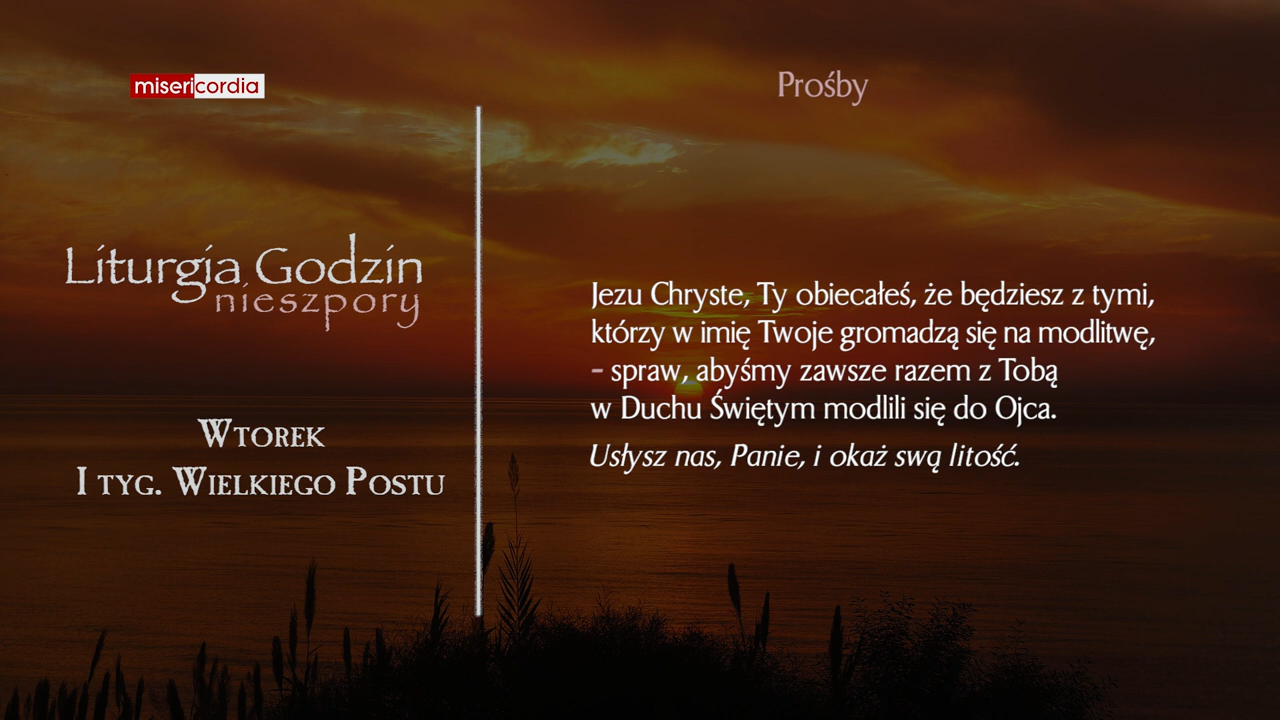 misericordia
Liturgia Godzin
nieszpory
Wtorek
I tyg. Wielkiego Postu
Prośby
Jezu Chryste, Ty obiecałeś, że będziesz z tymi,
którzy w imię Twoje gromadzą się na modlitwę,
- spraw, abyśmy zawsze razem z Tobą
w Duchu Świętym modlili się do Ojca.
Usłysz nas, Panie, i okaż swą litość.